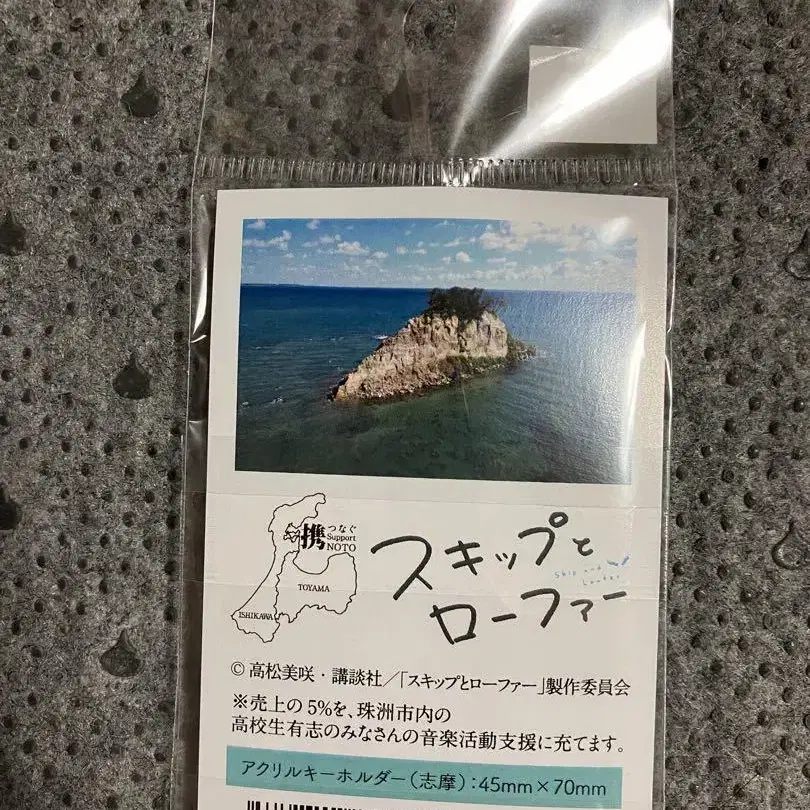 携 つなぐ
Support
NOTO
TOYAMA
ISHIKAWA
スキップと
Skip and
Loafer
ローファー
© 高松美咲・講談社／「スキップとローファー」製作委員会
※売上の5%を、珠洲市内の
高校生有志のみなさんの音楽活動支援に充てます。
アクリルキーホルダー（志摩）：45mm×70mm